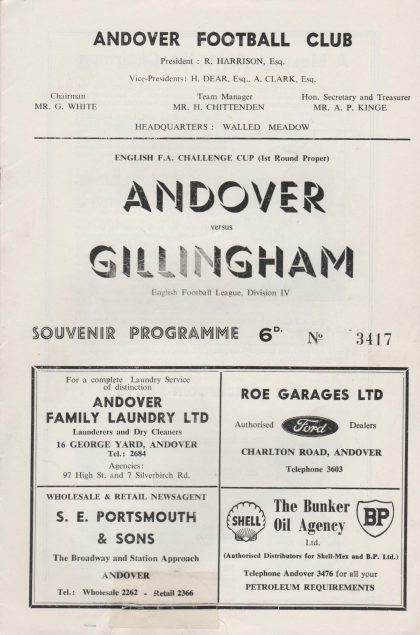 ANDOVER FOOTBALL CLUB
President : R. HARRISON, Esq.
Vice-Presidents: H. DEAR, Esq., A. CLARK, Esq.
Chairman
MR. G. WHITE
Team Manager
MR. H. CHITTENDEN
Hon. Secretary and Treasurer
MR. A. P. KINGE
HEADQUARTERS : WALLED MEADOW
ENGLISH F.A. CHALLENGE CUP (1st Round Proper)
ANDOVER
versus
GILLINGHAM
English Football League, Division IV
SOUVENIR PROGRAMME 6D. No 3417
For a complete Laundry Service
of distinction
ANDOVER
FAMILY LAUNDRY LTD
Launderers and Dry Cleaners
16 GEORGE YARD, ANDOVER
Tel.: 2684
Agencies:
97 High St. and 7 Silverbirch Rd.
ROE GARAGES LTD
Authorised Ford Dealers
CHARLTON ROAD, ANDOVER
Telephone 3603
WHOLESALE & RETAIL NEWSAGENT
S. E. PORTSMOUTH
& SONS
The Broadway and Station Approach
ANDOVER
Tel.: Wholesale 2262 - Retail 2366
SHELL
The Bunker
Oil Agency
Ltd.
BP
(Authorised Distributors for Shell-Mex and B.P. Ltd.)
Telephone Andover 3476 for all your
PETROLEUM REQUIREMENTS